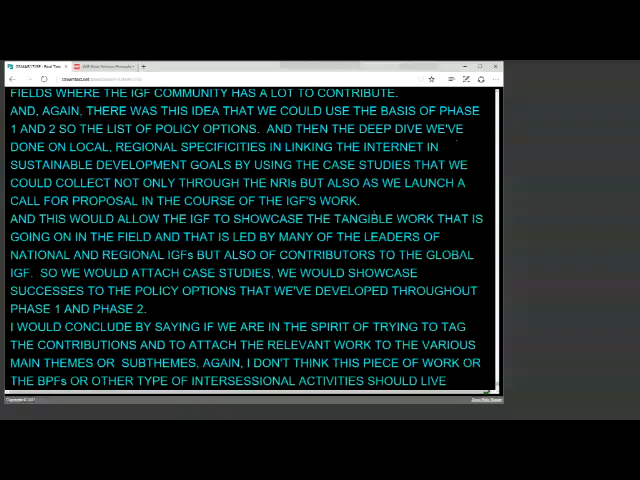 FIELDS WHERE THE IGF COMMUNITY HAS A LOT TO CONTRIBUTE.
AND, AGAIN, THERE WAS THIS IDEA THAT WE COULD USE THE BASIS OF PHASE
1 AND 2 SO THE LIST OF POLICY OPTIONS.  AND THEN THE DEEP DIVE WE'VE
DONE ON LOCAL, REGIONAL SPECIFICITIES IN LINKING THE INTERNET IN
SUSTAINABLE DEVELOPMENT GOALS BY USING THE CASE STUDIES THAT WE
COULD COLLECT NOT ONLY THROUGH THE NRIs BUT ALSO AS WE LAUNCH A
CALL FOR PROPOSAL IN THE COURSE OF THE IGF'S WORK.
AND THIS WOULD ALLOW THE IGF TO SHOWCASE THE TANGIBLE WORK THAT IS
GOING ON IN THE FIELD AND THAT IS LED BY MANY OF THE LEADERS OF
NATIONAL AND REGIONAL IGFs BUT ALSO OF CONTRIBUTORS TO THE GLOBAL
IGF.  SO WE WOULD ATTACH CASE STUDIES, WE WOULD SHOWCASE
SUCCESSES TO THE POLICY OPTIONS THAT WE'VE DEVELOPED THROUGHOUT
PHASE 1 AND PHASE 2.
I WOULD CONCLUDE BY SAYING IF WE ARE IN THE SPIRIT OF TRYING TO TAG
THE CONTRIBUTIONS AND TO ATTACH THE RELEVANT WORK TO THE VARIOUS
MAIN THEMES OR  SUBTHEMES, AGAIN, I DON'T THINK THIS PIECE OF WORK OR
THE BPFs OR OTHER TYPE OF INTERSESSIONAL ACTIVITIES SHOULD LIVE